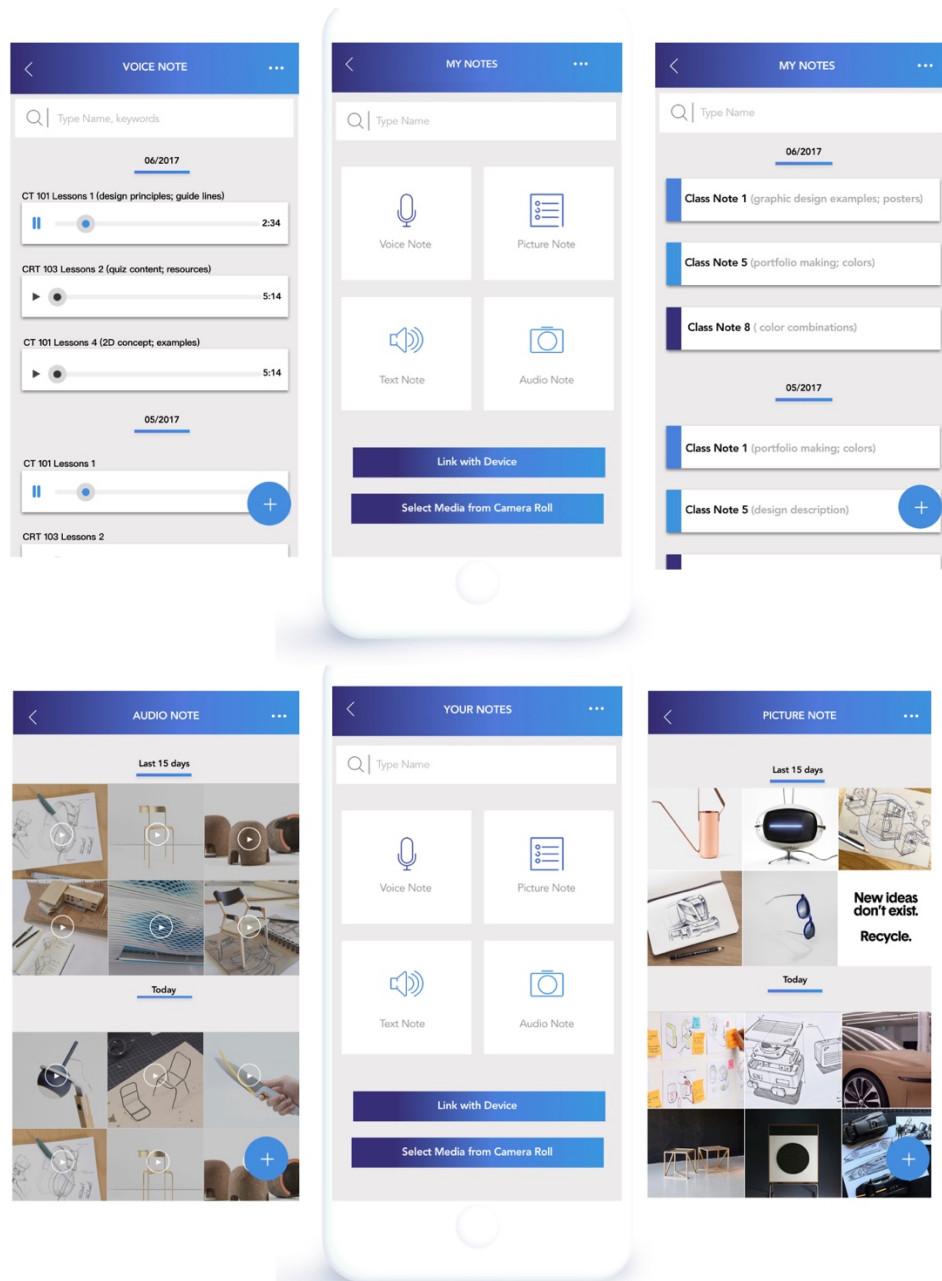 VOICE NOTE
Type Name, keywords
06/2017
CT 101 Lessons 1 (design principles; guide lines)
2:34
CRT 103 Lessons 2 (quiz content; resources)
5:14
CT 101 Lessons 4 (2D concept; examples)
5:14
05/2017
CT 101 Lessons 1
CRT 103 Lessons 2
MY NOTES
Type Name
Voice Note
Picture Note
Text Note
Audio Note
Link with Device
Select Media from Camera Roll
MY NOTES
Type Name
06/2017
Class Note 1 (graphic design examples; posters)
Class Note 5 (portfolio making; colors)
Class Note 8 ( color combinations)
05/2017
Class Note 1 (portfolio making; colors)
Class Note 5 (design description)
AUDIO NOTE
Last 15 days
Today
YOUR NOTES
Type Name
Voice Note
Picture Note
Text Note
Audio Note
Link with Device
Select Media from Camera Roll
PICTURE NOTE
Last 15 days
New ideas
don't exist.
Recycle.
Today